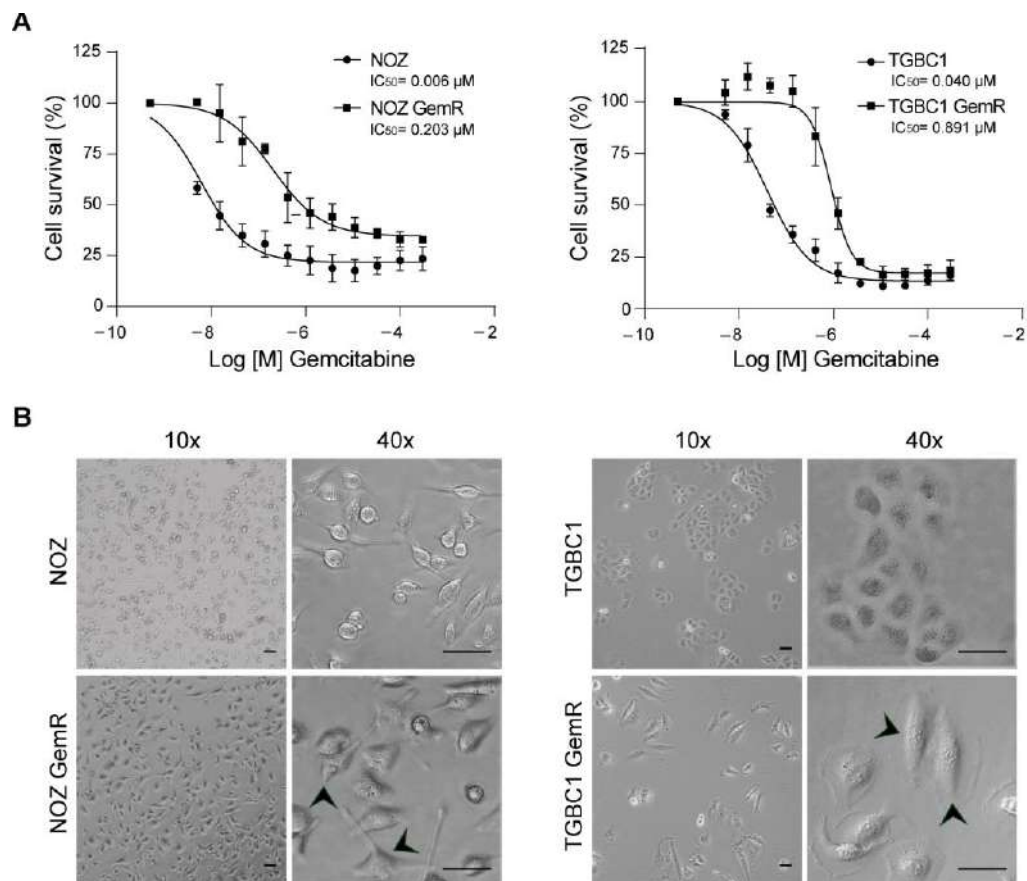 A
125
100
75
50
25
0
Cell survival (%)
−10
−8
−6
−4
−2
Log [M] Gemcitabine
NOZ
IC50= 0.006 µM
NOZ GemR
IC50= 0.203 µM
125
100
75
50
25
0
Cell survival (%)
−10
−8
−6
−4
−2
Log [M] Gemcitabine
TGBC1
IC50= 0.040 µM
TGBC1 GemR
IC50= 0.891 µM
B
10x
40x
NOZ
NOZ GemR
10x
40x
TGBC1
TGBC1 GemR